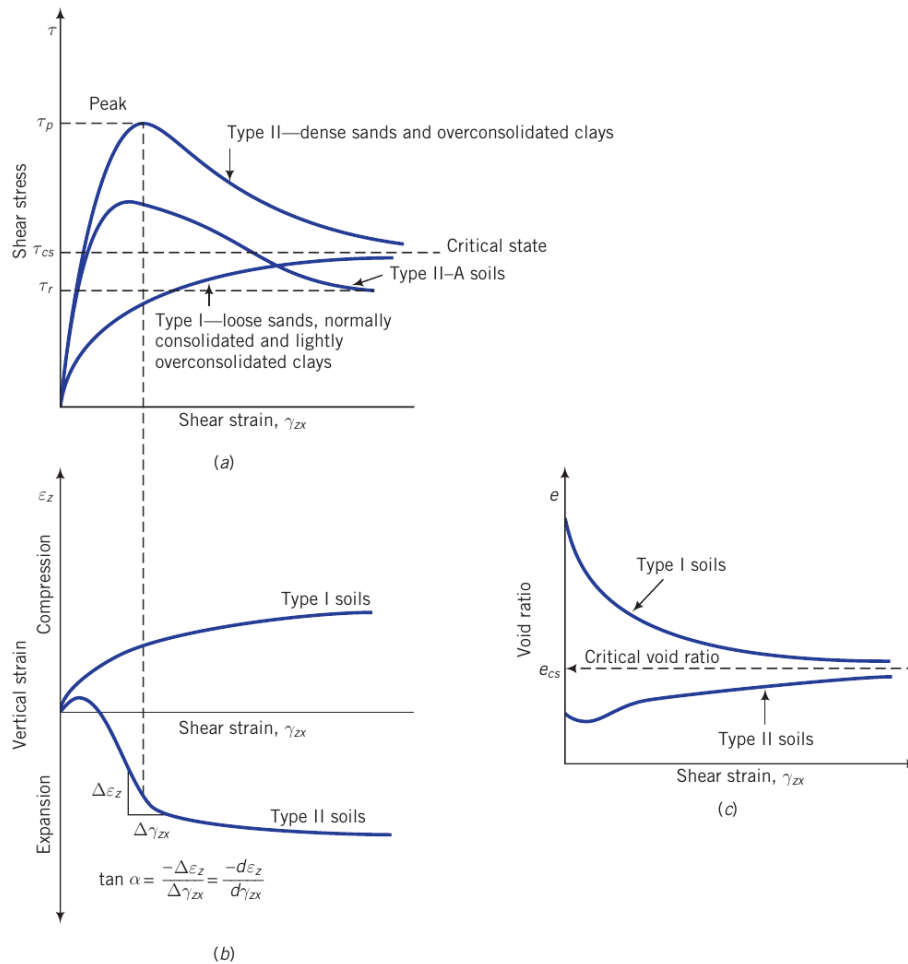 τ
Peak
τp
Type II—dense sands and overconsolidated clays
Shear stress
τcs
Critical state
Type II–A soils
τr
Type I—loose sands, normally
consolidated and lightly
overconsolidated clays
Shear strain, γzx
(a)
εz
Compression
Type I soils
Vertical strain
Shear strain, γzx
Expansion
Δεz
Δγzx
Type II soils
tan α = −Δεz/Δγzx = −dεz/dγzx
(b)
e
Type I soils
Void ratio
Critical void ratio
ecs
Type II soils
Shear strain, γzx
(c)